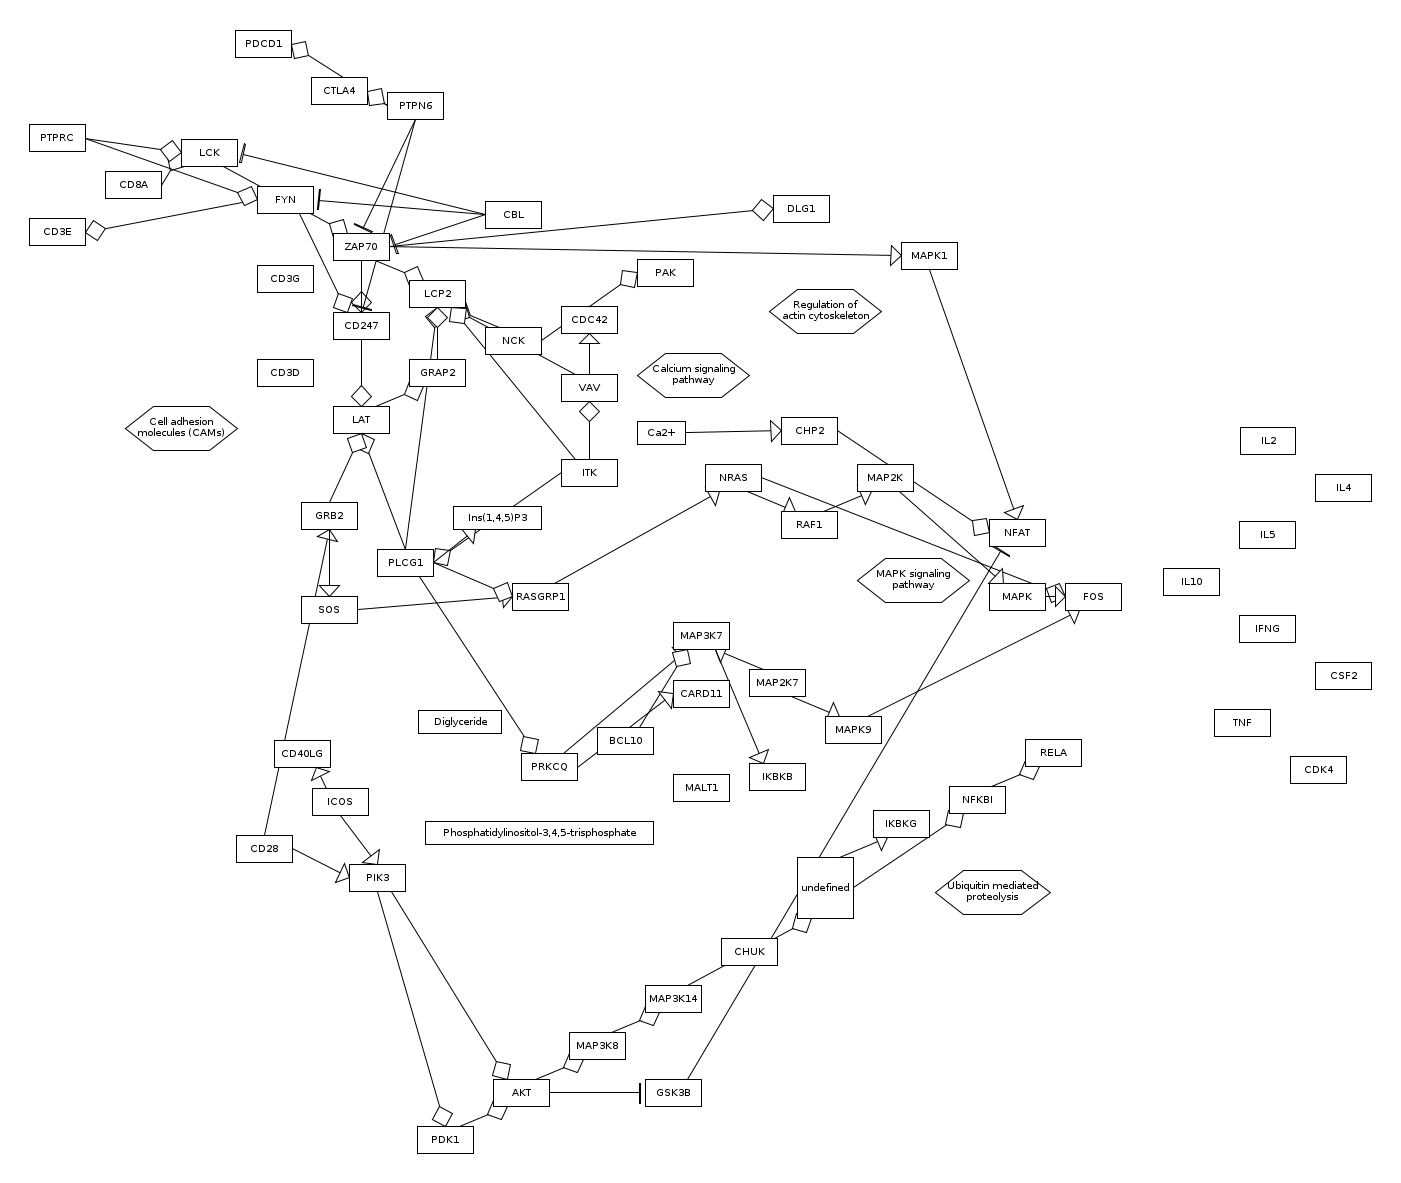 PDCD1
CTLA4
PTPN6
PTPRC
LCK
CD8A
FYN
CBL
DLG1
CD3E
ZAP70
MAPK1
CD3G
PAK
LCP2
Regulation of
actin cytoskeleton
CD247
CDC42
NCK
CD3D
GRAP2
Calcium signaling
pathway
VAV
LAT
Cell adhesion
molecules (CAMs)
Ca2+
CHP2
IL2
ITK
NRAS
MAP2K
IL4
GRB2
Ins(1,4,5)P3
RAF1
NFAT
IL5
PLCG1
MAPK signaling
pathway
IL10
SOS
RASGRP1
MAPK
FOS
MAP3K7
IFNG
MAP2K7
CSF2
CARD11
Diglyceride
MAPK9
TNF
BCL10
CD40LG
RELA
PRKCQ
IKBKB
CDK4
MALT1
ICOS
NFKBI
Phosphatidylinositol-3,4,5-trisphosphate
IKBKG
CD28
PIK3
undefined
Ubiquitin mediated
proteolysis
CHUK
MAP3K14
MAP3K8
AKT
GSK3B
PDK1